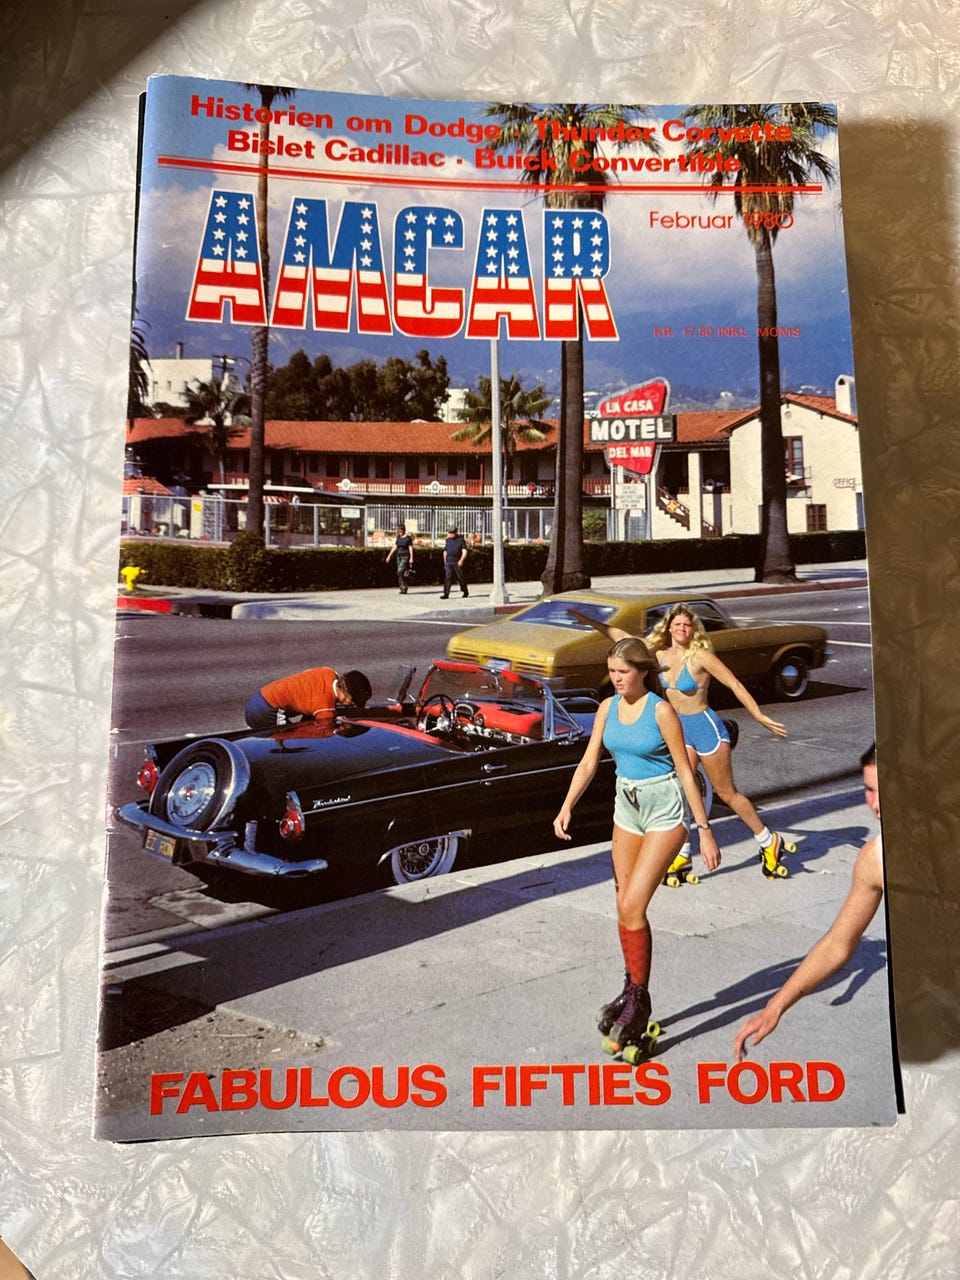 Historien om Dodge · Thunder Corvette
Bislet Cadillac · Buick Convertible
AMCAR
Februar 1980
KR. 17,50 INKL. MOMS
LA CASA
MOTEL
DEL MAR
OFFICE
Thunderbird
FABULOUS FIFTIES FORD